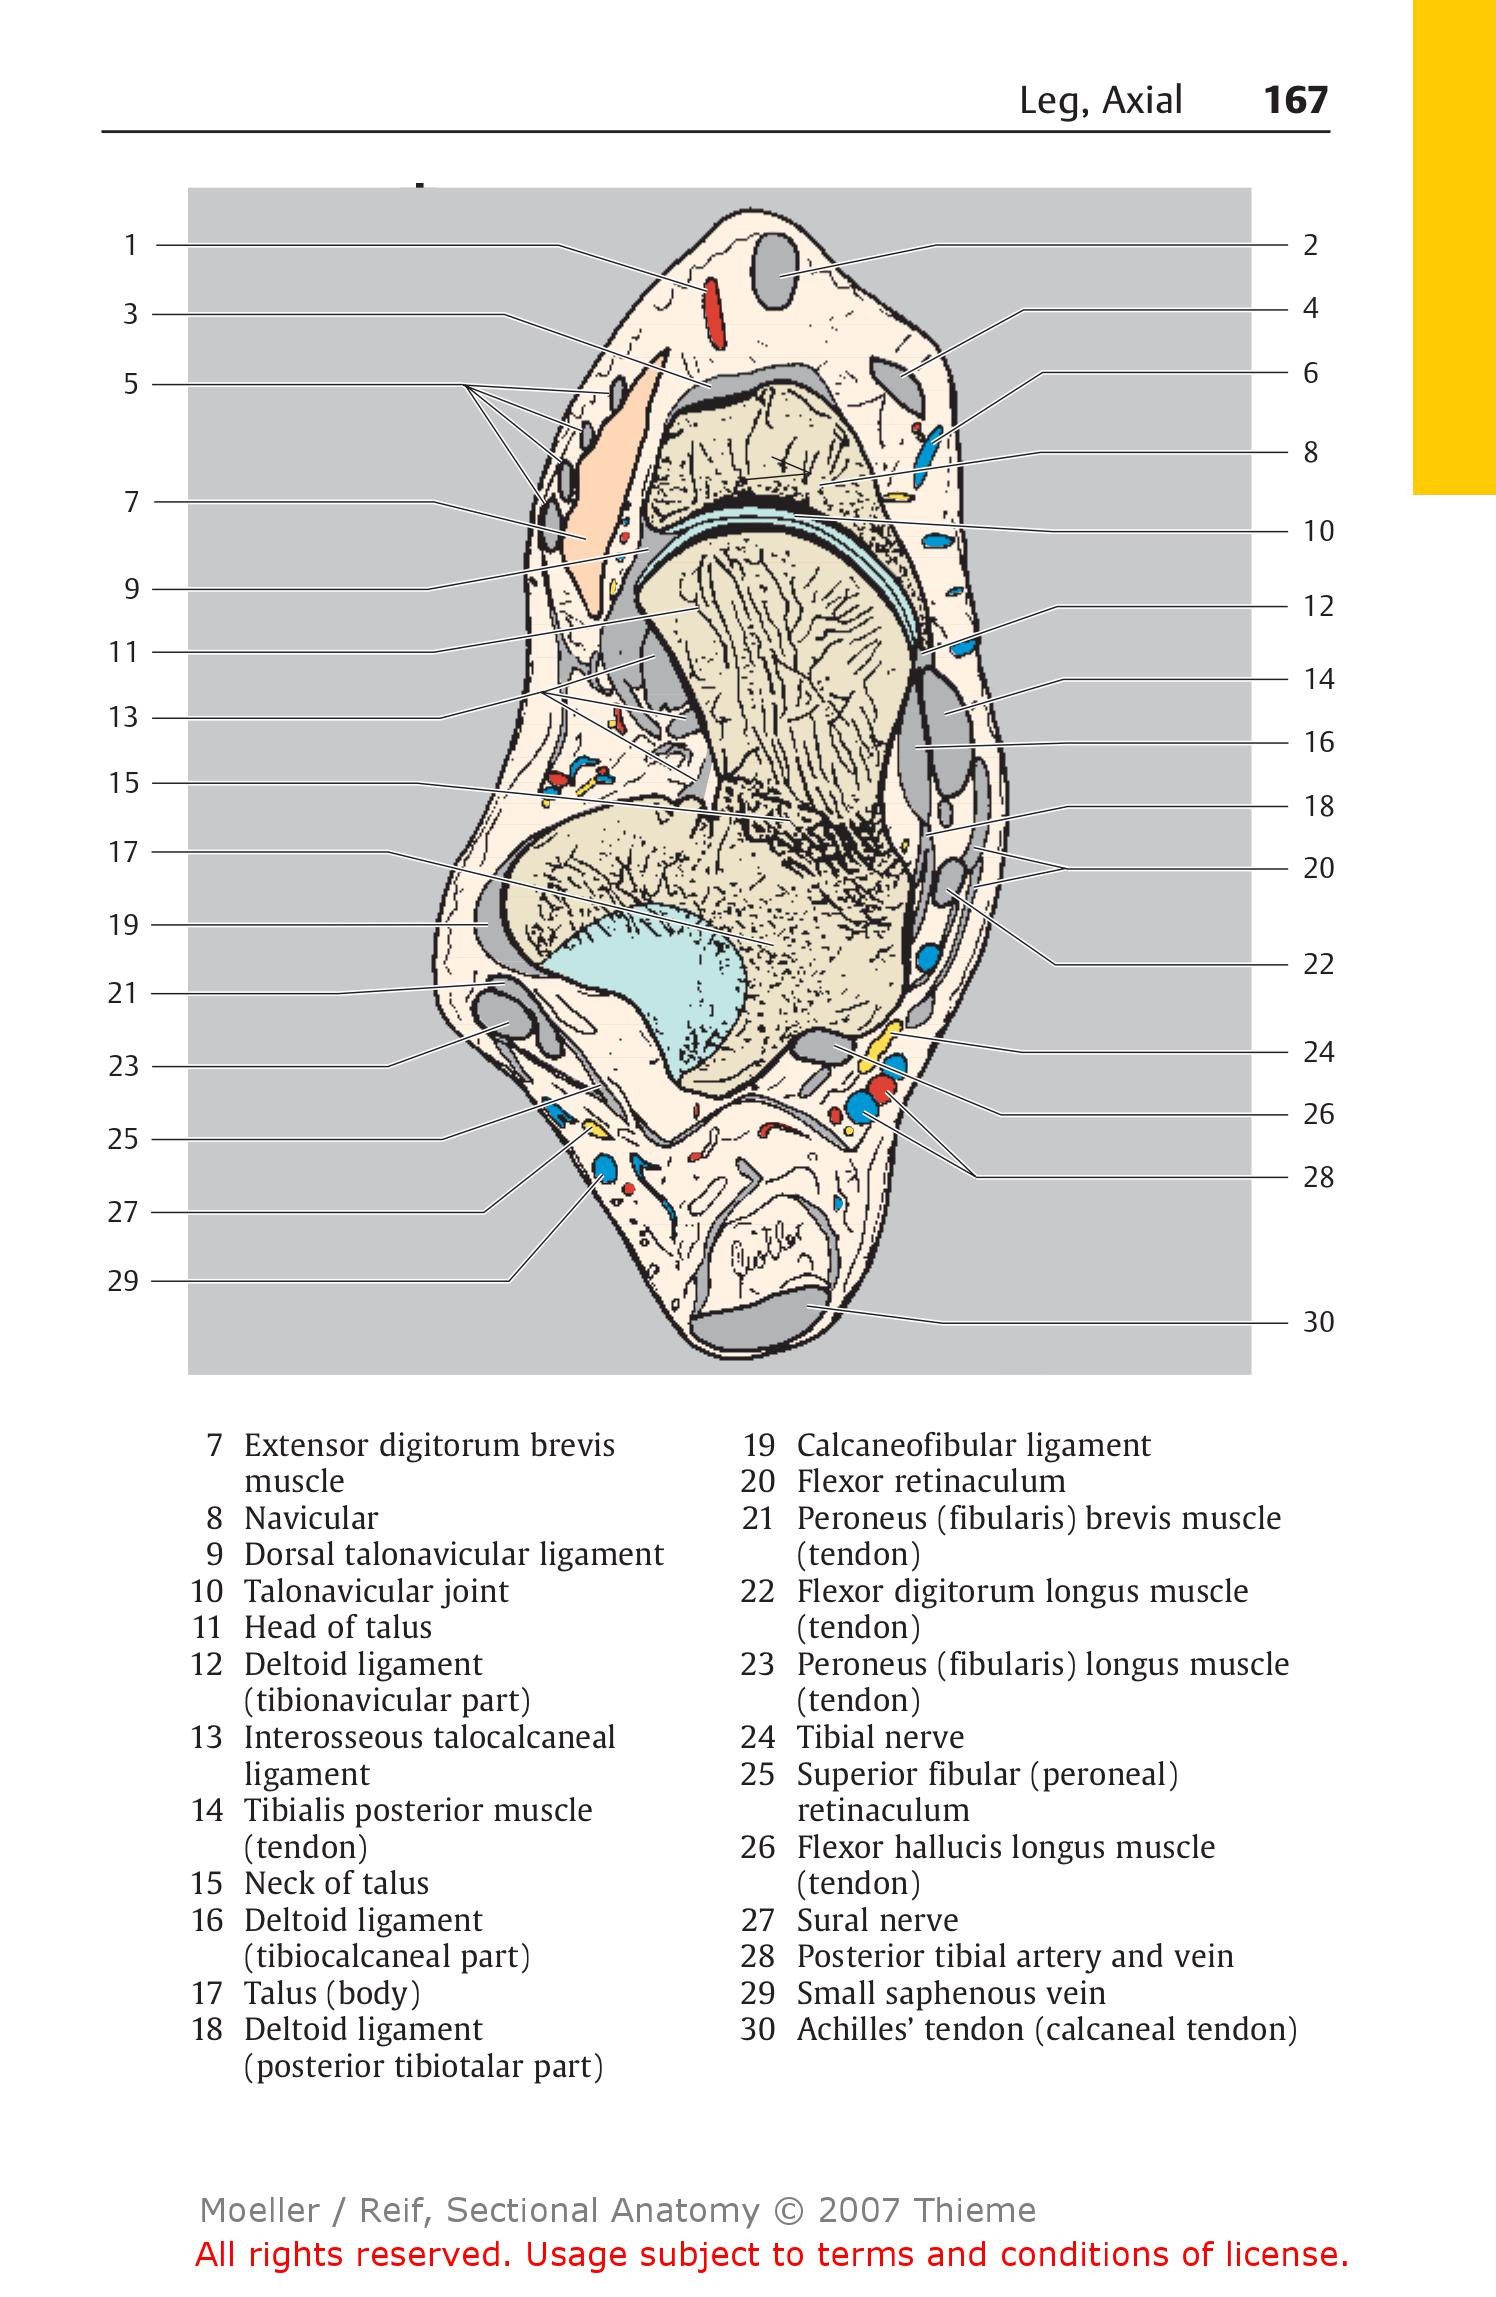 Leg, Axial 167
1
2
3
4
5
6
7
8
9
10
11
12
13
14
15
16
17
18
19
20
21
22
23
24
25
26
27
28
29
30
7 Extensor digitorum brevis
muscle
8 Navicular
9 Dorsal talonavicular ligament
10 Talonavicular joint
11 Head of talus
12 Deltoid ligament
(tibionavicular part)
13 Interosseous talocalcaneal
ligament
14 Tibialis posterior muscle
(tendon)
15 Neck of talus
16 Deltoid ligament
(tibiocalcaneal part)
17 Talus (body)
18 Deltoid ligament
(posterior tibiotalar part)
19 Calcaneofibular ligament
20 Flexor retinaculum
21 Peroneus (fibularis) brevis muscle
(tendon)
22 Flexor digitorum longus muscle
(tendon)
23 Peroneus (fibularis) longus muscle
(tendon)
24 Tibial nerve
25 Superior fibular (peroneal)
retinaculum
26 Flexor hallucis longus muscle
(tendon)
27 Sural nerve
28 Posterior tibial artery and vein
29 Small saphenous vein
30 Achilles’ tendon (calcaneal tendon)
Moeller / Reif, Sectional Anatomy © 2007 Thieme
All rights reserved. Usage subject to terms and conditions of license.